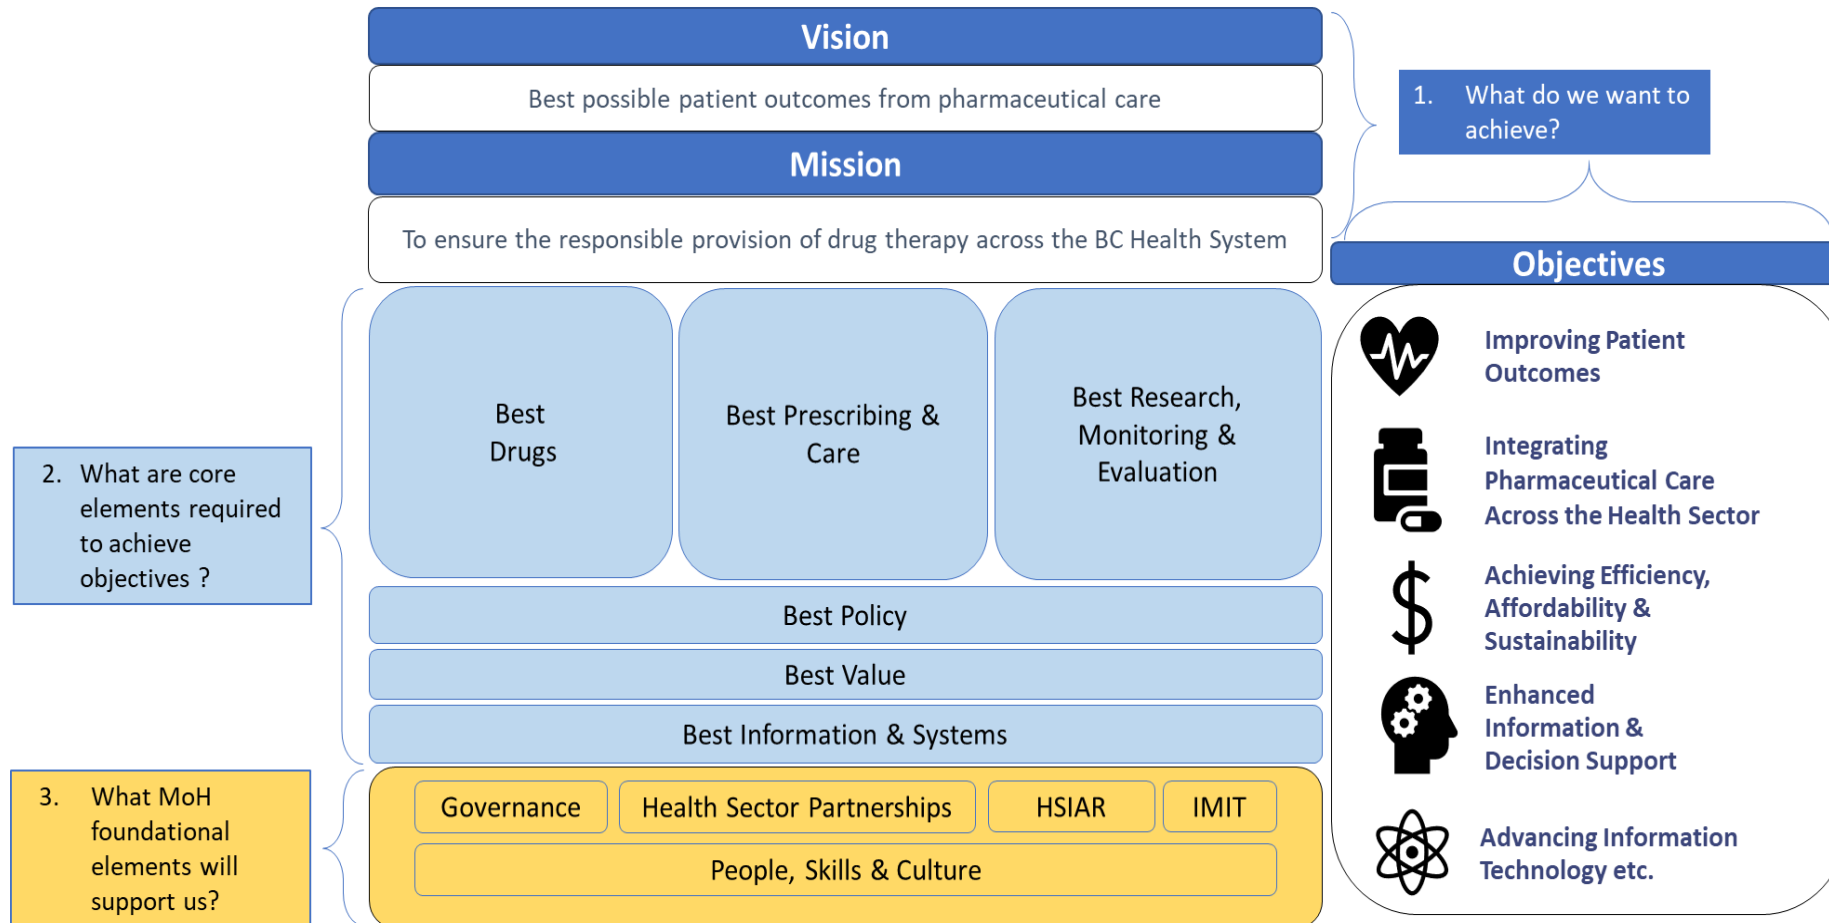 Vision
Best possible patient outcomes from pharmaceutical care
Mission
To ensure the responsible provision of drug therapy across the BC Health System
1. What do we want to
achieve?
Objectives
Improving Patient
Outcomes
Integrating
Pharmaceutical Care
Across the Health Sector
Achieving Efficiency,
Affordability &
Sustainability
Enhanced
Information &
Decision Support
Advancing Information
Technology etc.
2. What are core
elements required
to achieve
objectives ?
Best
Drugs
Best Prescribing &
Care
Best Research,
Monitoring &
Evaluation
Best Policy
Best Value
Best Information & Systems
3. What MoH
foundational
elements will
support us?
Governance
Health Sector Partnerships
HSIAR
IMIT
People, Skills & Culture